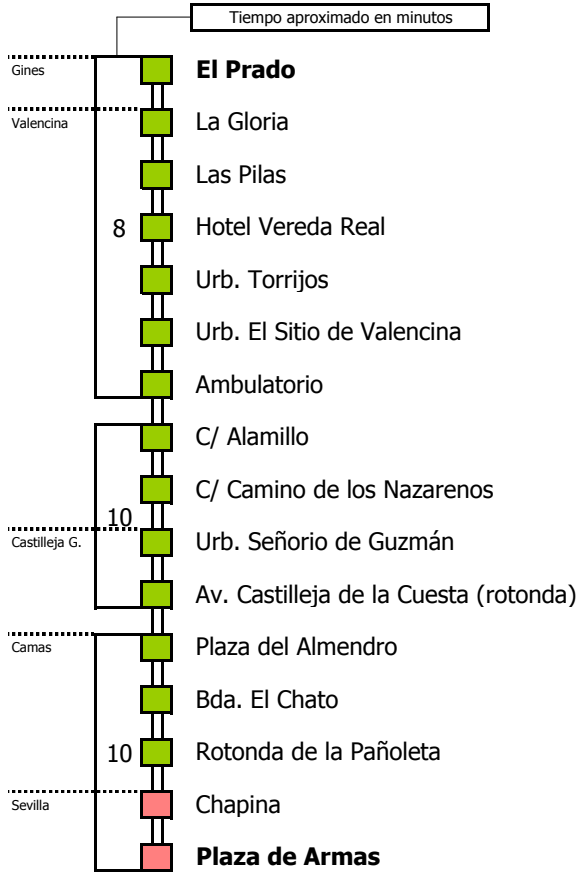 Tiempo aproximado en minutos
Gines
El Prado
Valencina
La Gloria
Las Pilas
8
Hotel Vereda Real
Urb. Torrijos
Urb. El Sitio de Valencina
Ambulatorio
C/ Alamillo
C/ Camino de los Nazarenos
10
Castilleja G.
Urb. Señorio de Guzmán
Av. Castilleja de la Cuesta (rotonda)
Camas
Plaza del Almendro
Bda. El Chato
10
Rotonda de la Pañoleta
Sevilla
Chapina
Plaza de Armas